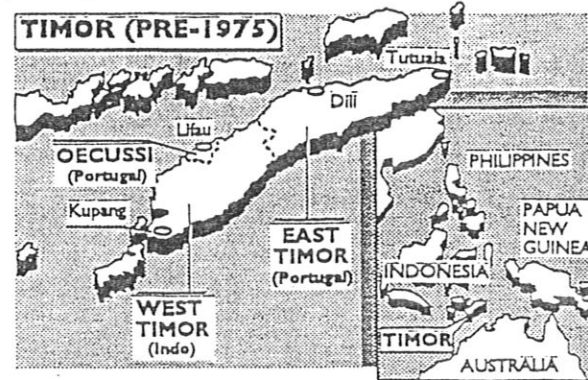 TIMOR (PRE-1975)
Tutuala
Dili
Lifau
OECUSSI
(Portugal)
Kupang
EAST
TIMOR
(Portugal)
WEST
TIMOR
(Indo)
PHILIPPINES
PAPUA
NEW
GUINEA
INDONESIA
TIMOR
AUSTRALIA